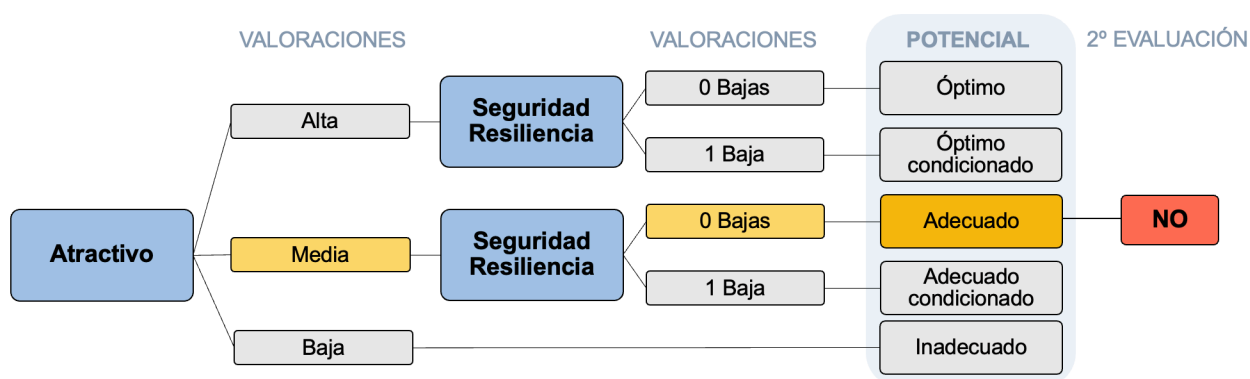 VALORACIONES
VALORACIONES
POTENCIAL
2º EVALUACIÓN
Atractivo
Alta
Seguridad
Resiliencia
0 Bajas
Óptimo
1 Baja
Óptimo
condicionado
Media
Seguridad
Resiliencia
0 Bajas
Adecuado
NO
1 Baja
Adecuado
condicionado
Baja
Inadecuado